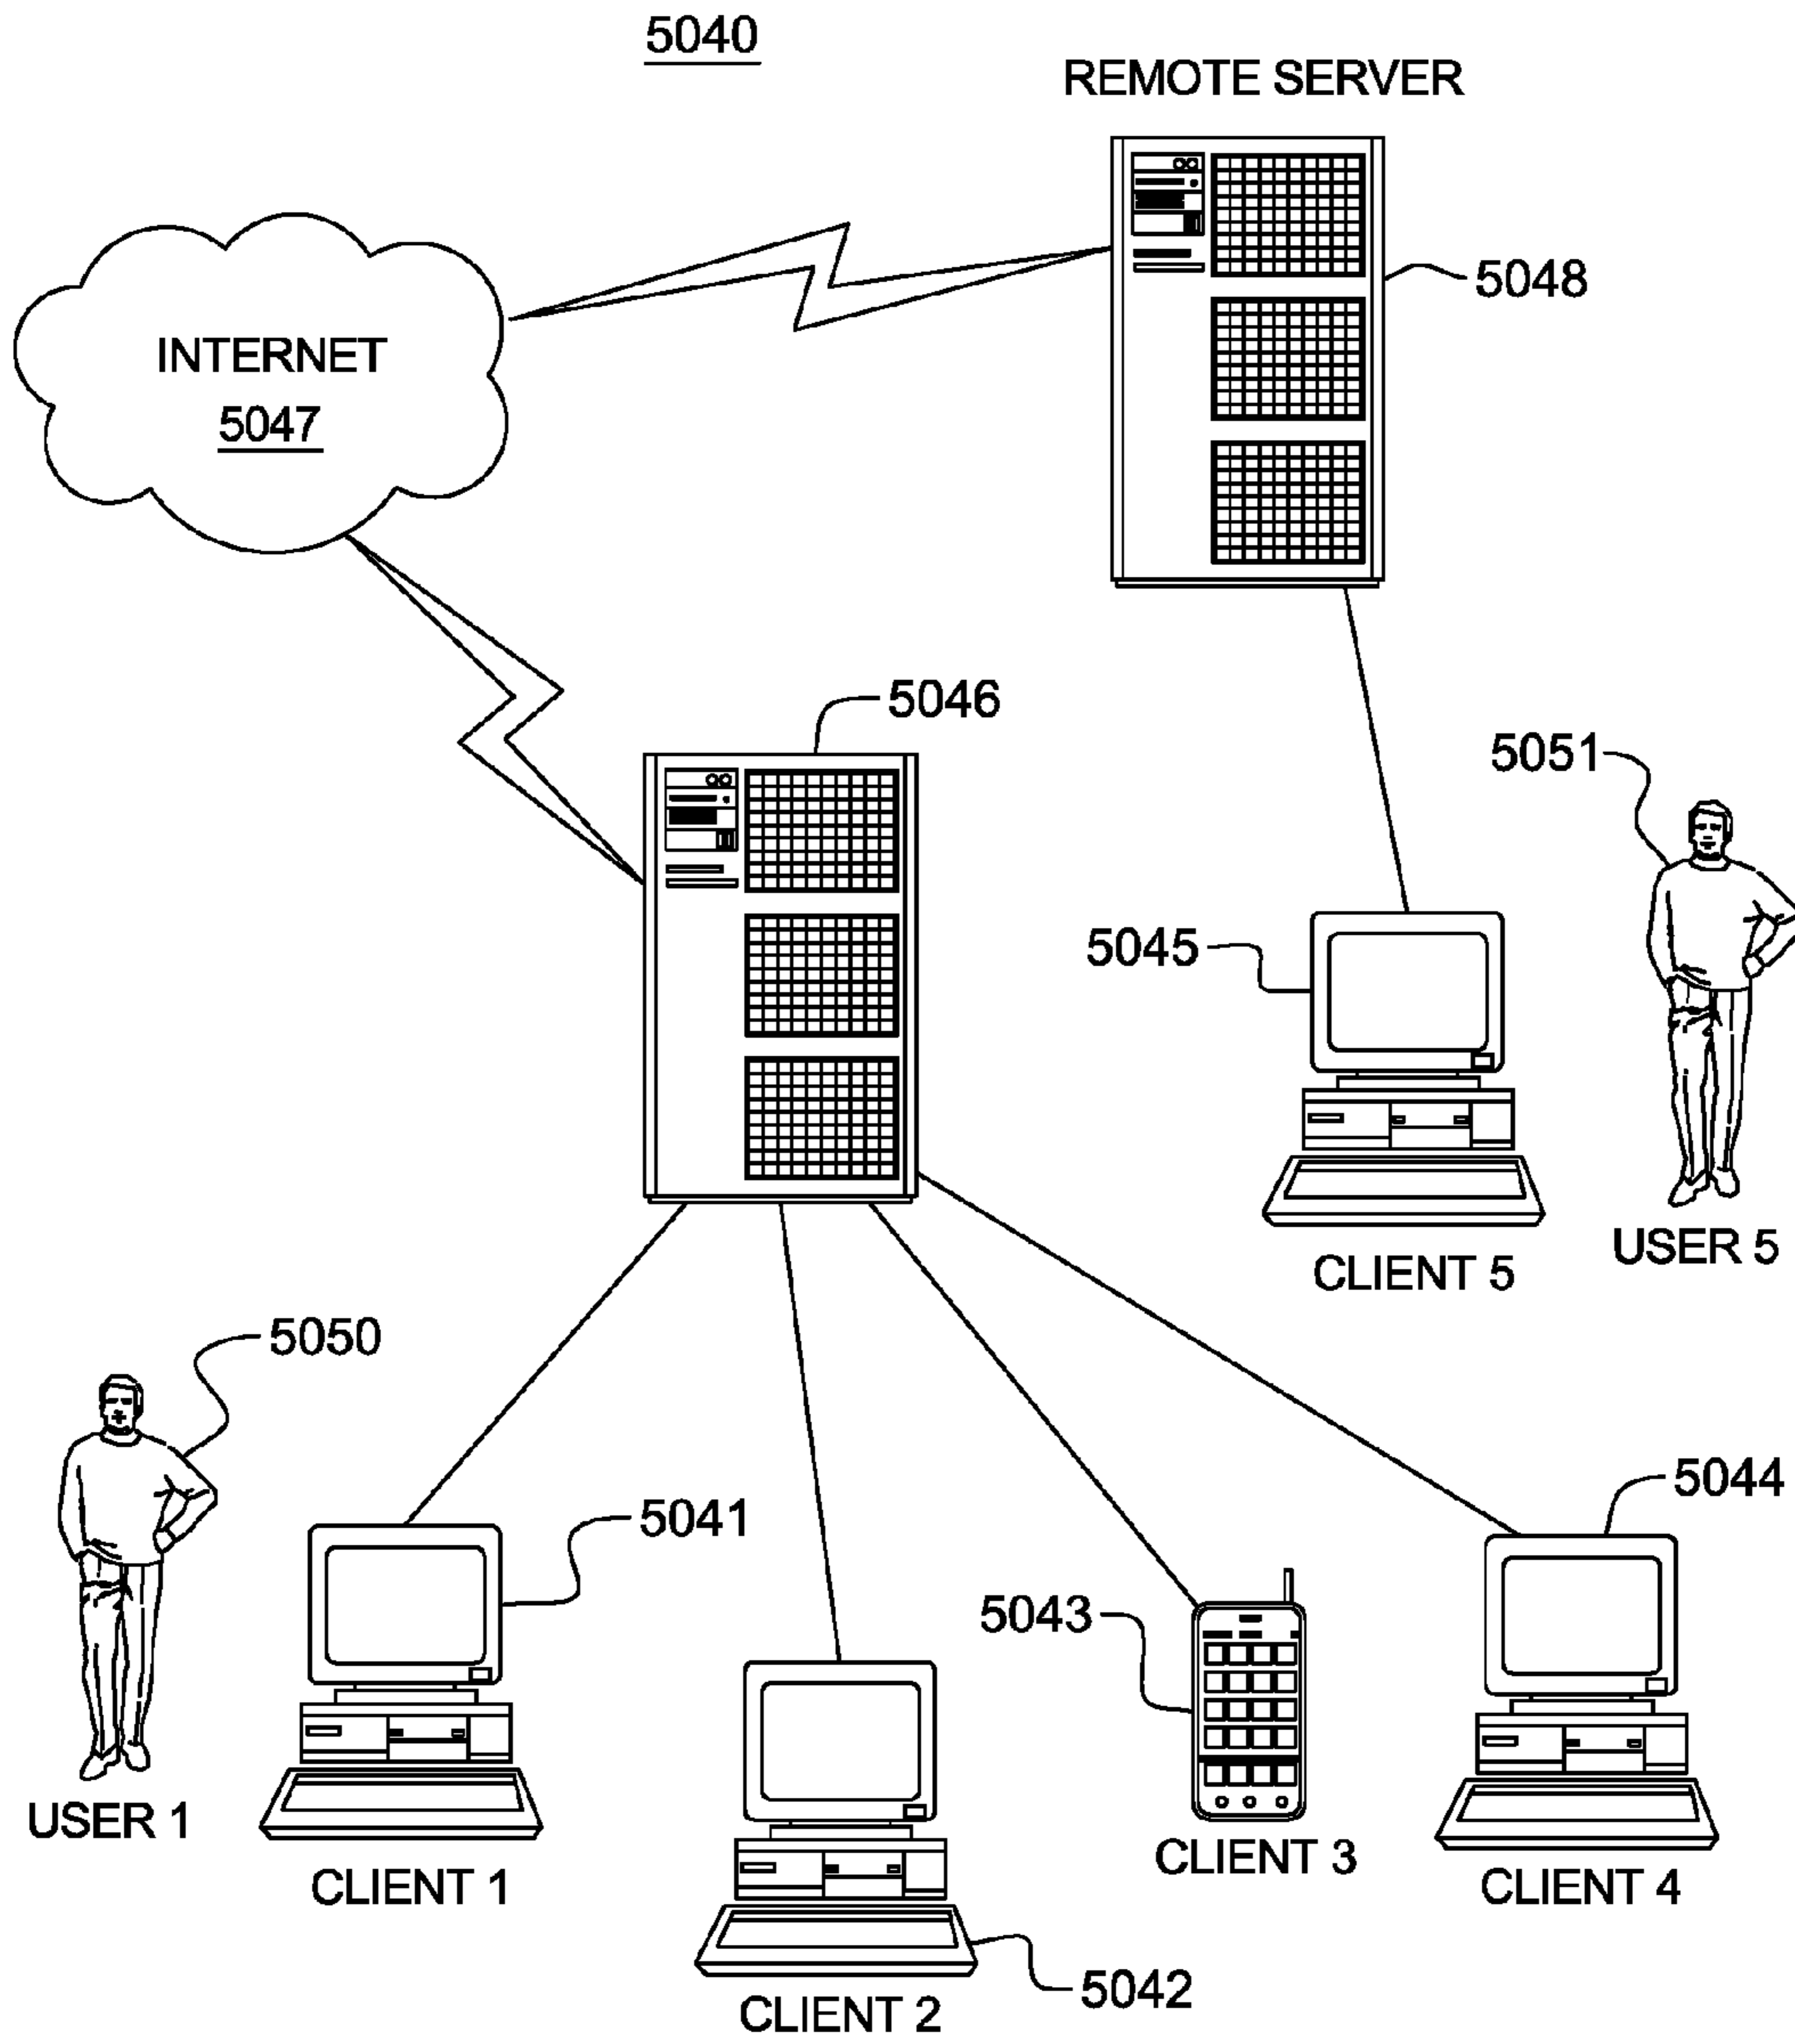 5040
REMOTE SERVER
5048
INTERNET
5047
5046
5051
5045
USER 5
CLIENT 5
5050
5044
5041
5043
USER 1
CLIENT 3
CLIENT 1
CLIENT 4
5042
CLIENT 2